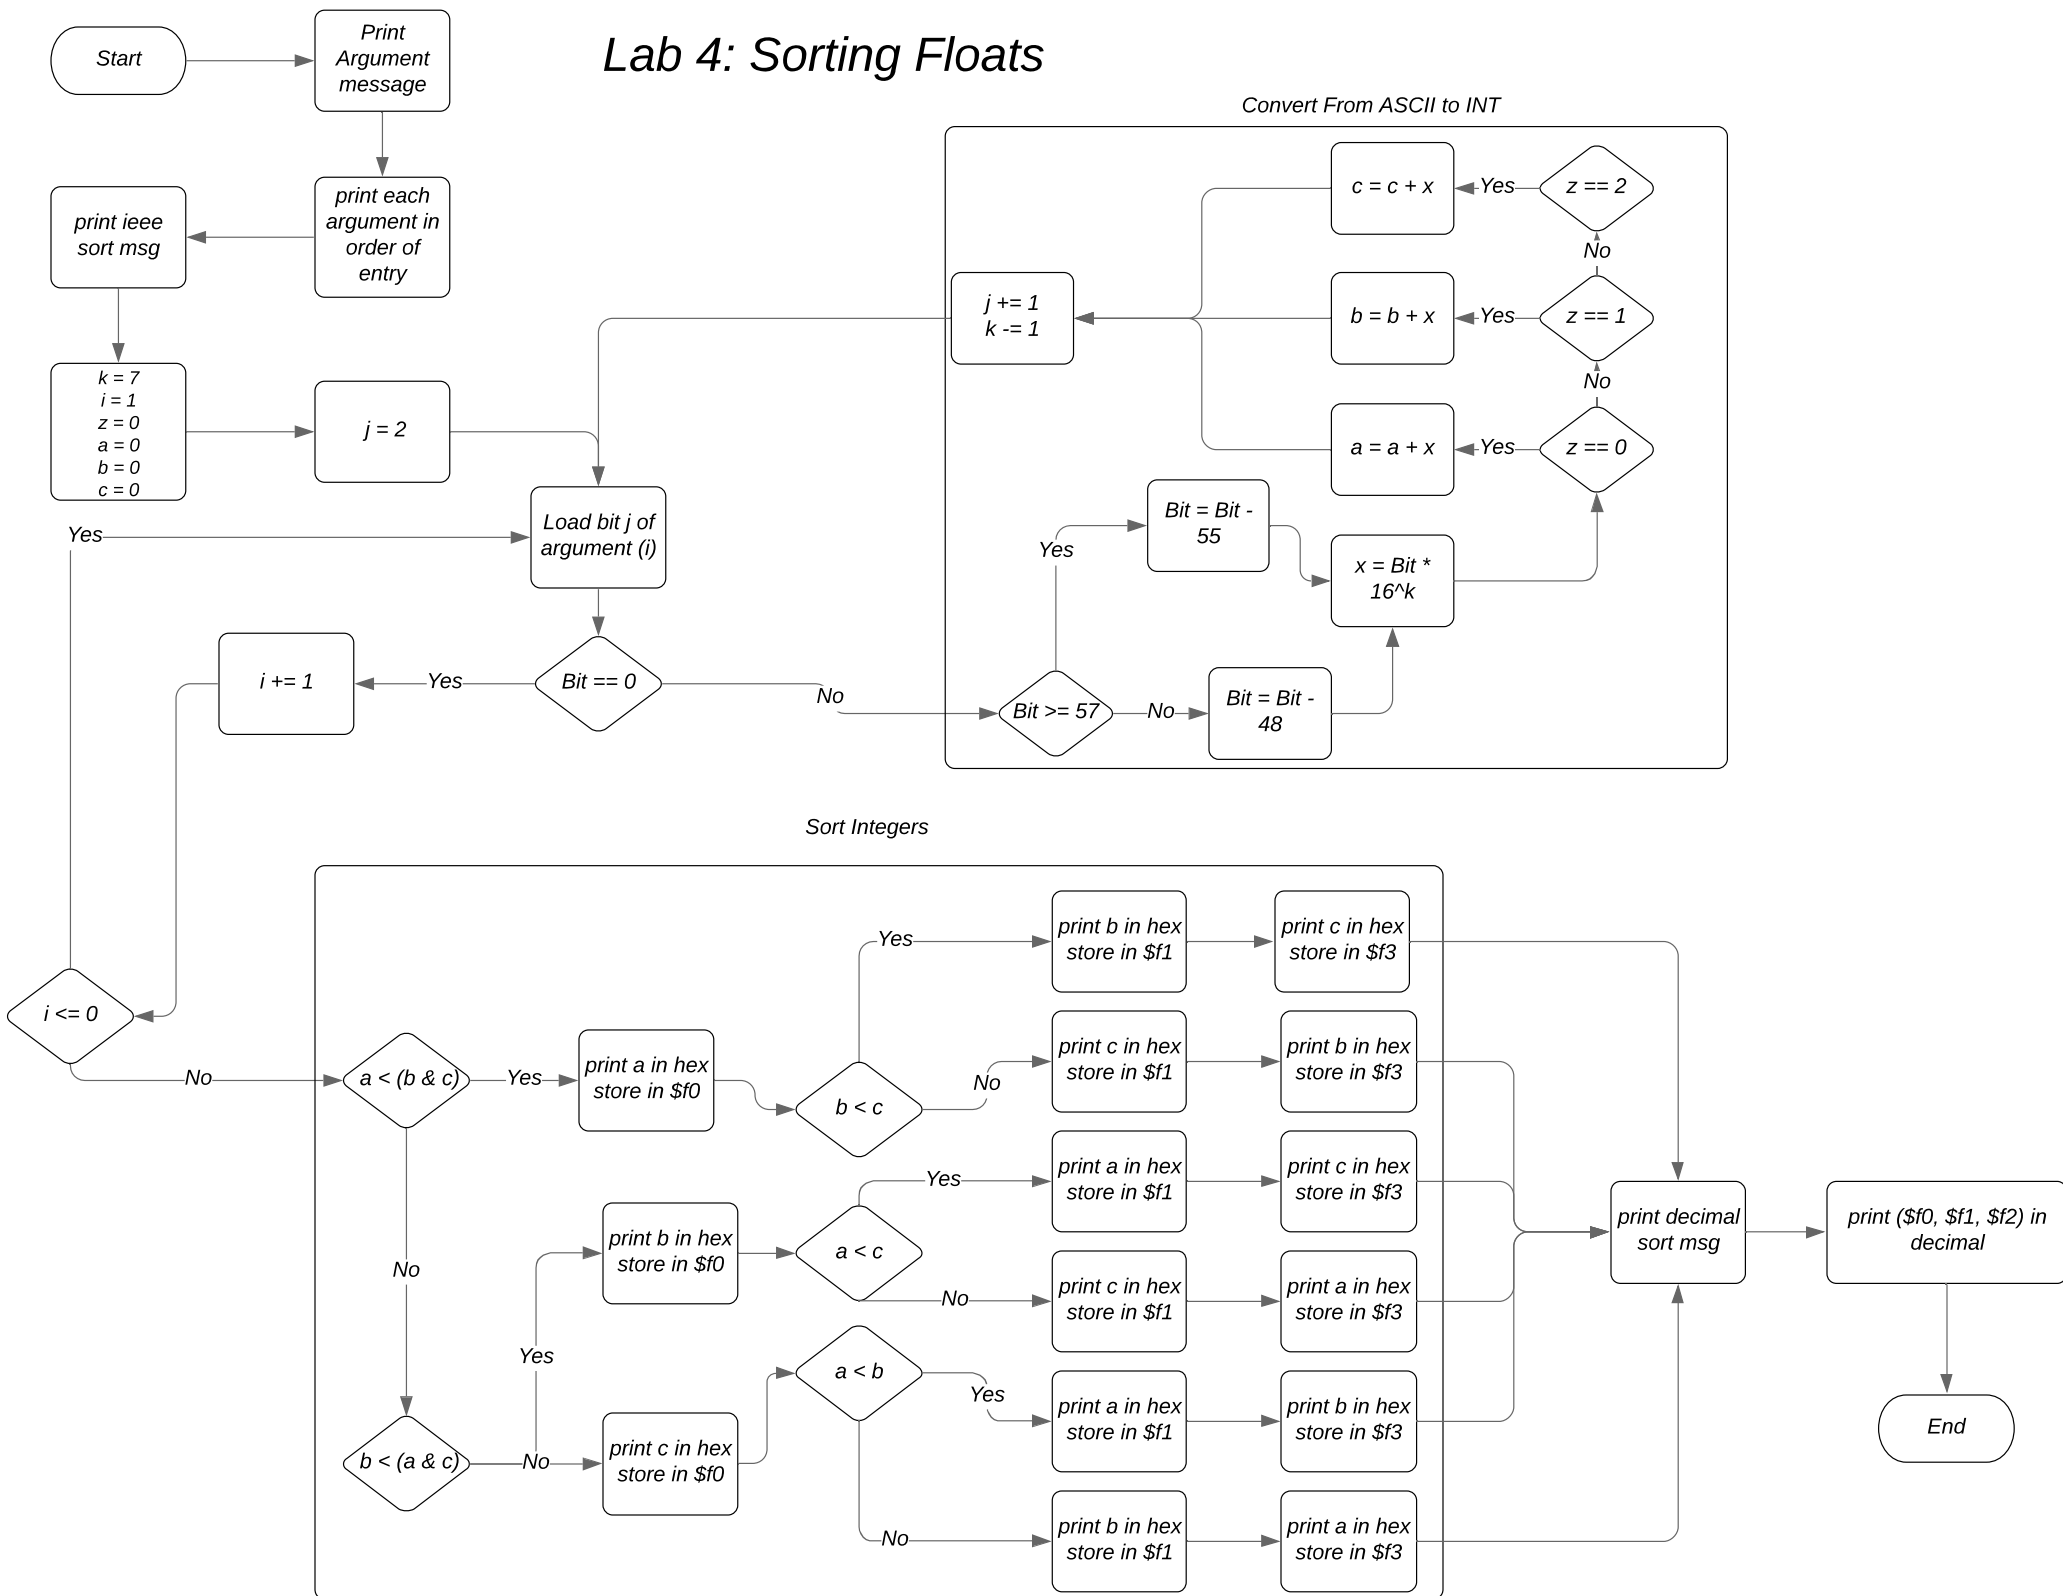 Lab 4: Sorting Floats
Start
Print
Argument
message
print each
argument in
order of
entry
print ieee
sort msg
k = 7
i = 1
z = 0
a = 0
b = 0
c = 0
j = 2
Load bit j of
argument (i)
Bit == 0
Yes
No
i += 1
i <= 0
Yes
No
Convert From ASCII to INT
Bit >= 57
Yes
No
Bit = Bit -
55
Bit = Bit -
48
x = Bit *
16^k
z == 0
Yes
No
a = a + x
z == 1
Yes
No
b = b + x
z == 2
Yes
c = c + x
j += 1
k -= 1
Sort Integers
a < (b & c)
Yes
No
print a in hex
store in $f0
b < c
Yes
No
print b in hex
store in $f1
print c in hex
store in $f3
print c in hex
store in $f1
print b in hex
store in $f3
b < (a & c)
Yes
No
print b in hex
store in $f0
a < c
Yes
No
print a in hex
store in $f1
print c in hex
store in $f3
print c in hex
store in $f1
print a in hex
store in $f3
print c in hex
store in $f0
a < b
Yes
No
print a in hex
store in $f1
print b in hex
store in $f3
print b in hex
store in $f1
print a in hex
store in $f3
print decimal
sort msg
print ($f0, $f1, $f2) in
decimal
End